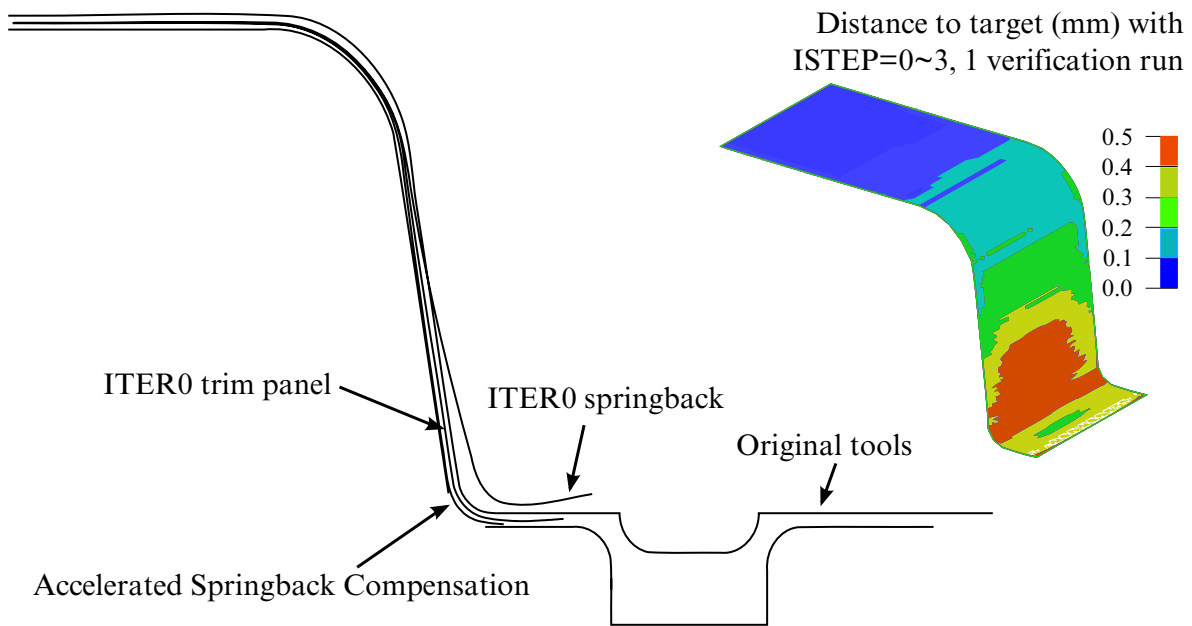 Distance to target (mm) with
ISTEP=0~3, 1 verification run
0.5
0.4
0.3
0.2
0.1
0.0
ITER0 trim panel
ITER0 springback
Original tools
Accelerated Springback Compensation